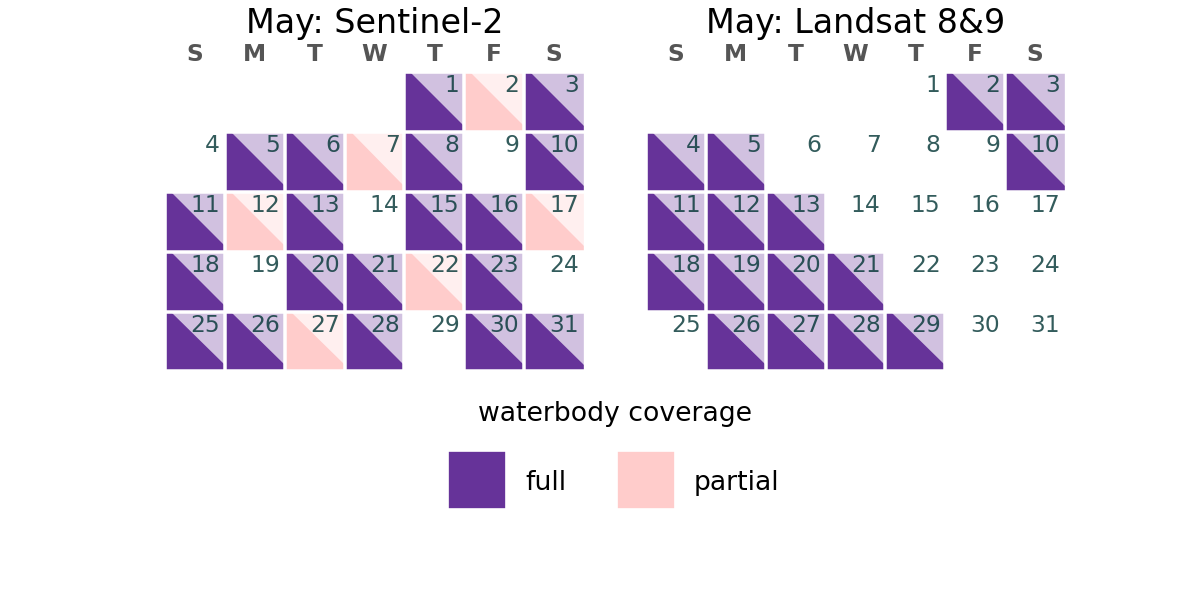 May: Sentinel-2
S M T W T F S
1 2 3
4 5 6 7 8 9 10
11 12 13 14 15 16 17
18 19 20 21 22 23 24
25 26 27 28 29 30 31
May: Landsat 8&9
S M T W T F S
1 2 3
4 5 6 7 8 9 10
11 12 13 14 15 16 17
18 19 20 21 22 23 24
25 26 27 28 29 30 31
waterbody coverage
full
partial